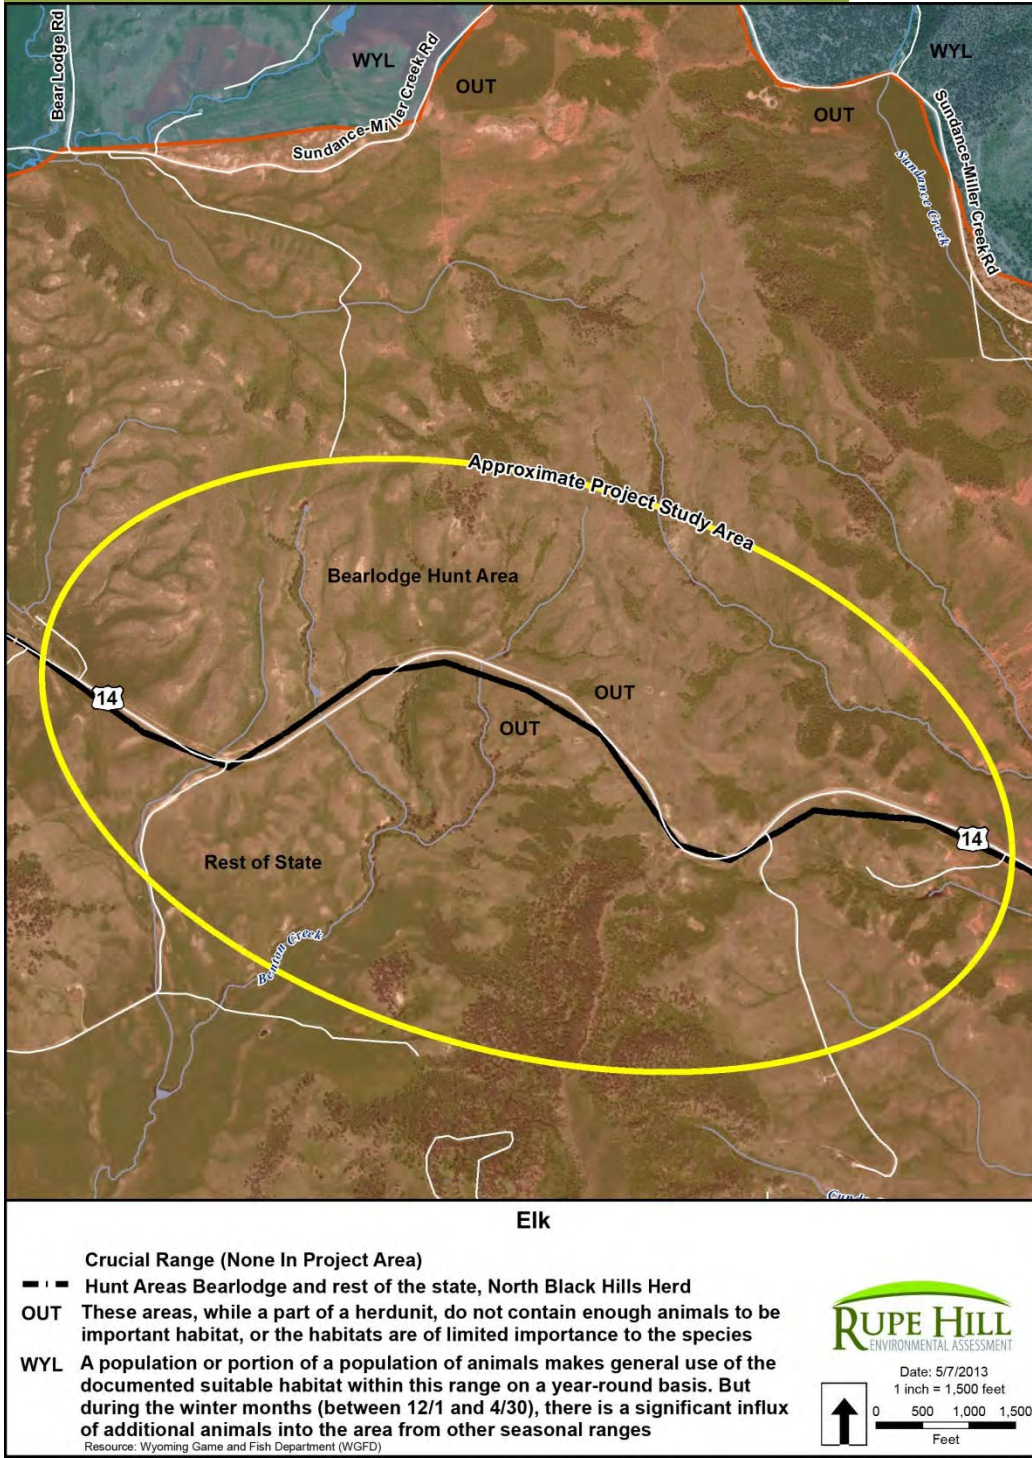 Bear Lodge Rd
WYL
OUT
Sundance-Miller Creek Rd
WYL
OUT
Sundance-Miller Creek Rd
Sundance Creek
Approximate Project Study Area
Bearlodge Hunt Area
14
OUT
OUT
14
Rest of State
Benton Creek
Elk
Crucial Range (None In Project Area)
Hunt Areas Bearlodge and rest of the state, North Black Hills Herd
OUT These areas, while a part of a herdunit, do not contain enough animals to be
important habitat, or the habitats are of limited importance to the species
WYL A population or portion of a population of animals makes general use of the
documented suitable habitat within this range on a year-round basis. But
during the winter months (between 12/1 and 4/30), there is a significant influx
of additional animals into the area from other seasonal ranges
Resource: Wyoming Game and Fish Department (WGFD)
RUPE HILL
ENVIRONMENTAL ASSESSMENT
Date: 5/7/2013
1 inch = 1,500 feet
0 500 1,000 1,500
Feet